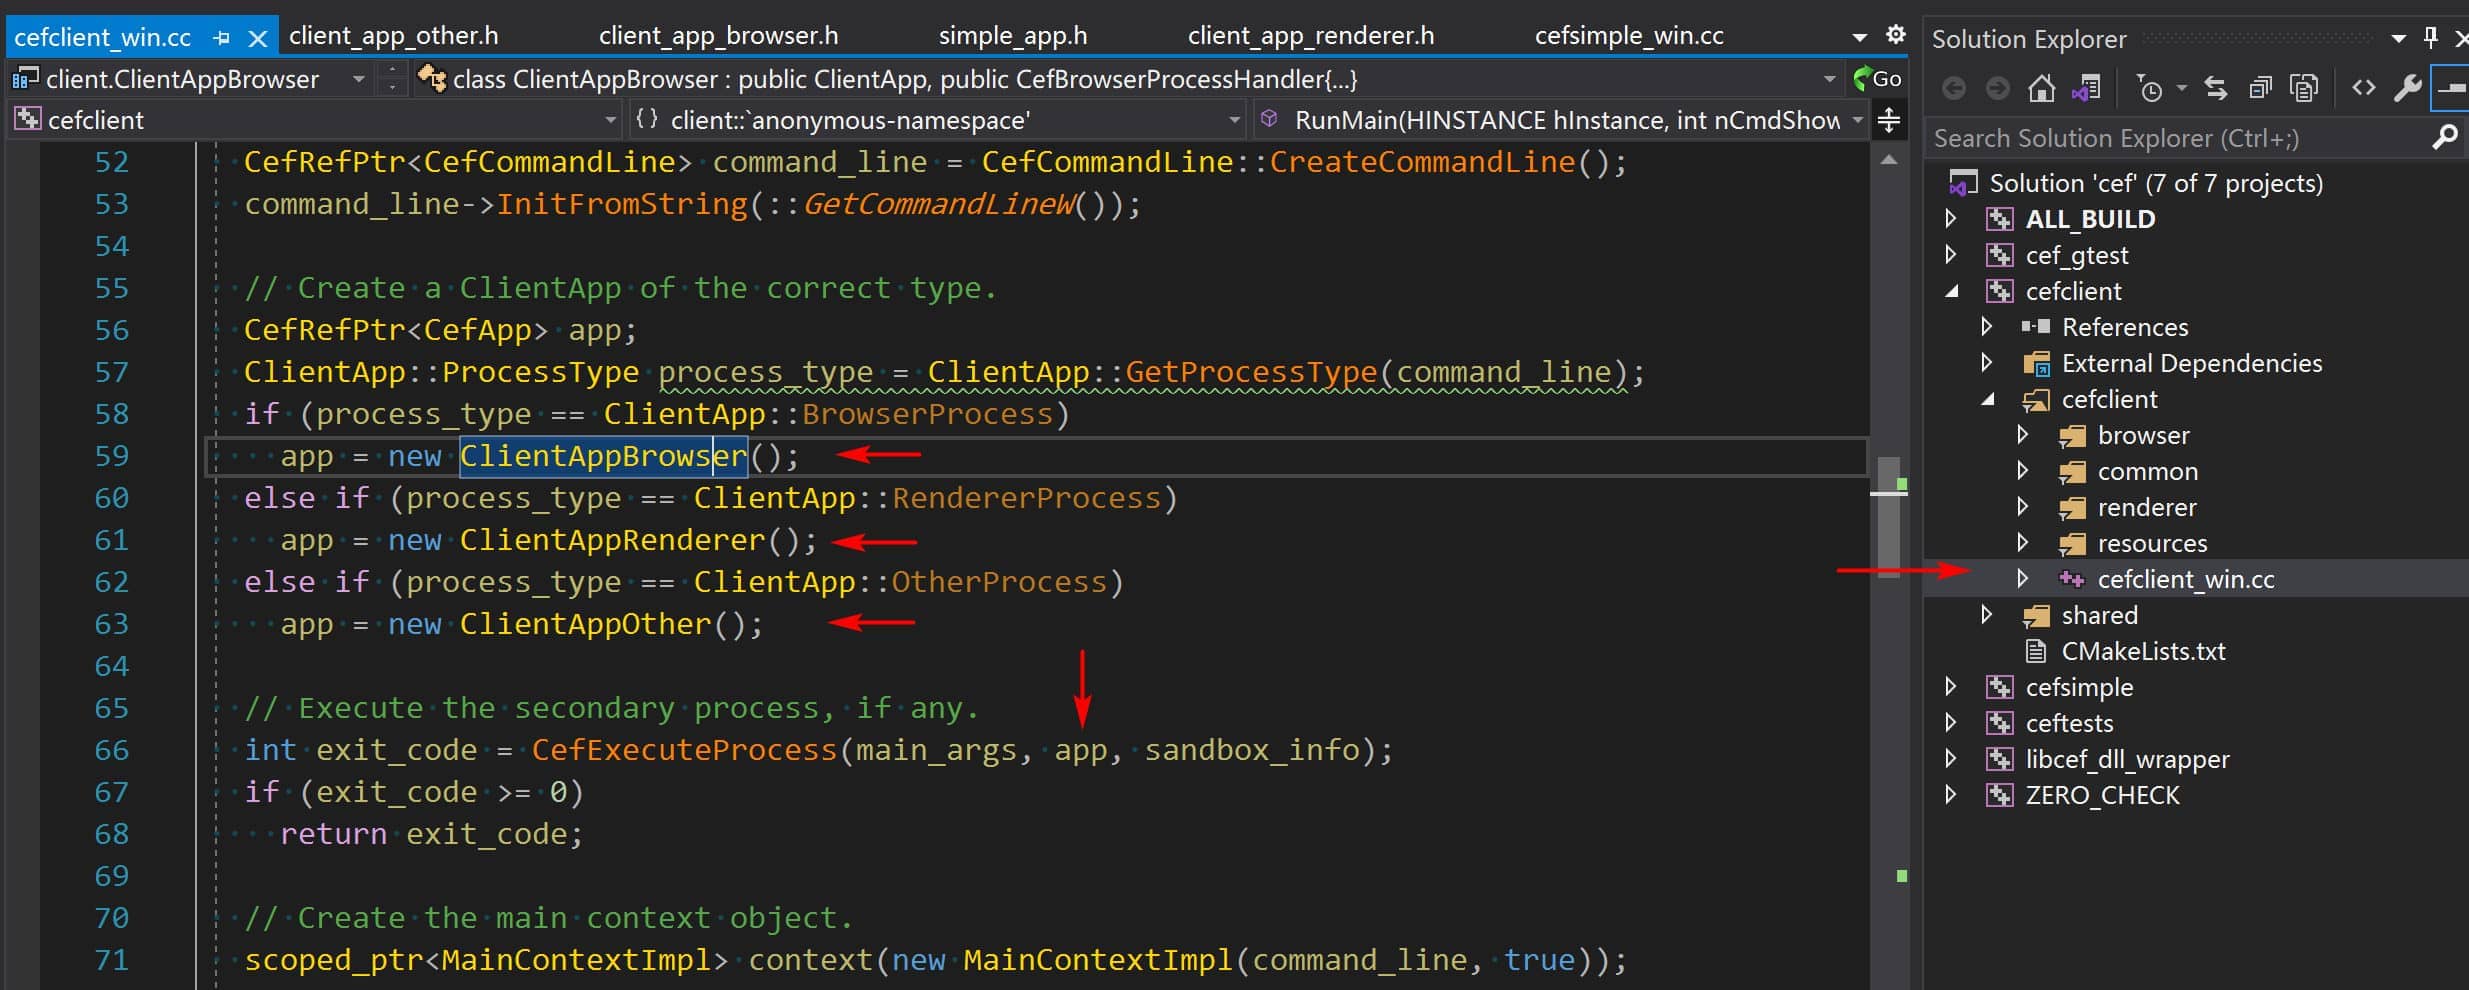 cefclient_win.cc client_app_other.h client_app_browser.h simple_app.h client_app_renderer.h cefsimple_win.cc
client.ClientAppBrowser class ClientAppBrowser : public ClientApp, public CefBrowserProcessHandler{...} Go
cefclient {} client::`anonymous-namespace' RunMain(HINSTANCE hInstance, int nCmdShow
52 CefRefPtr<CefCommandLine> command_line = CefCommandLine::CreateCommandLine();
53 command_line->InitFromString(::GetCommandLineW());
54
55 // Create a ClientApp of the correct type.
56 CefRefPtr<CefApp> app;
57 ClientApp::ProcessType process_type = ClientApp::GetProcessType(command_line);
58 if (process_type == ClientApp::BrowserProcess)
59 app = new ClientAppBrowser();
60 else if (process_type == ClientApp::RendererProcess)
61 app = new ClientAppRenderer();
62 else if (process_type == ClientApp::OtherProcess)
63 app = new ClientAppOther();
64
65 // Execute the secondary process, if any.
66 int exit_code = CefExecuteProcess(main_args, app, sandbox_info);
67 if (exit_code >= 0)
68 return exit_code;
69
70 // Create the main context object.
71 scoped_ptr<MainContextImpl> context(new MainContextImpl(command_line, true));
Solution Explorer
Search Solution Explorer (Ctrl+;)
Solution 'cef' (7 of 7 projects)
ALL_BUILD
cef_gtest
cefclient
References
External Dependencies
cefclient
browser
common
renderer
resources
cefclient_win.cc
shared
CMakeLists.txt
cefsimple
ceftests
libcef_dll_wrapper
ZERO_CHECK